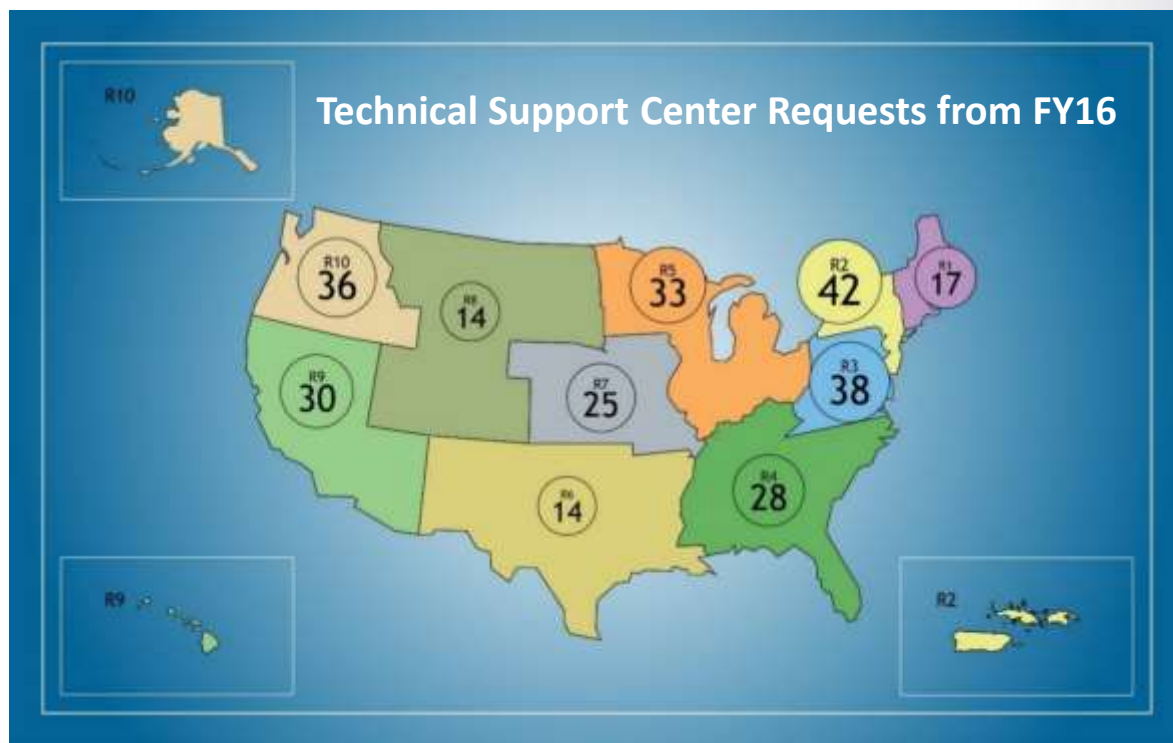 R10
Technical Support Center Requests from FY16
R10
36
R8
14
R5
33
R2
42
R1
17
R9
30
R7
25
R3
38
R6
14
R4
28
R9
R2